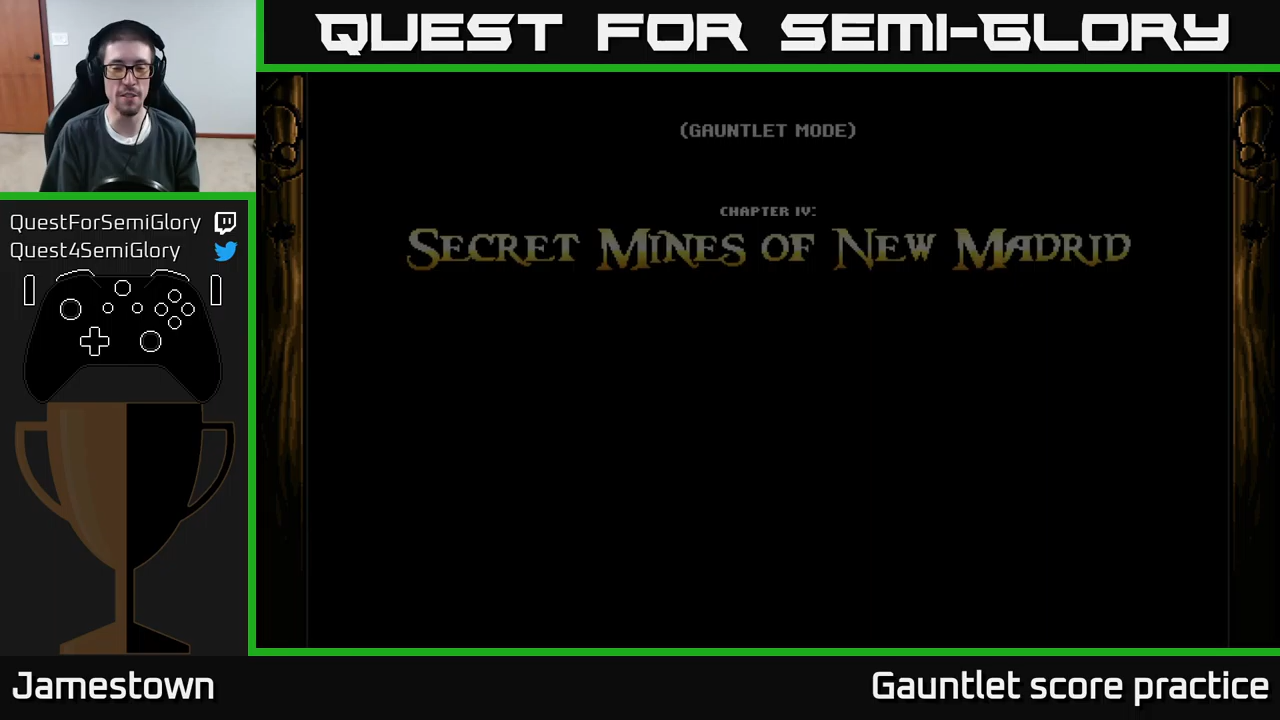 QUEST FOR SEMI-GLORY
(GAUNTLET MODE)
CHAPTER IV:
SECRET MINES OF NEW MADRID
QuestForSemiGlory
Quest4SemiGlory
Jamestown
Gauntlet score practice